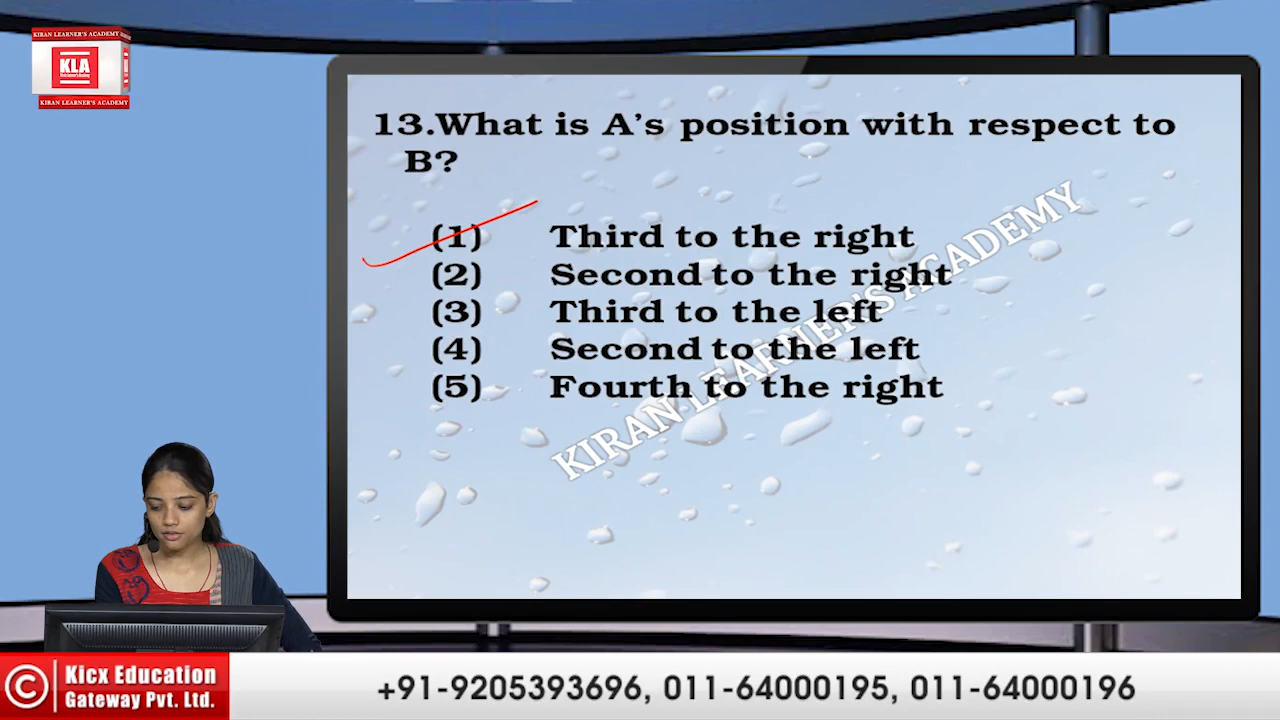 KIRAN LEARNER'S ACADEMY
KLA
KIRAN LEARNER'S ACADEMY
13.What is A's position with respect to
B?
(1) Third to the right
(2) Second to the right
(3) Third to the left
(4) Second to the left
(5) Fourth to the right
KIRAN LEARNER'S ACADEMY
© Kicx Education
Gateway Pvt. Ltd.
+91-9205393696, 011-64000195, 011-64000196